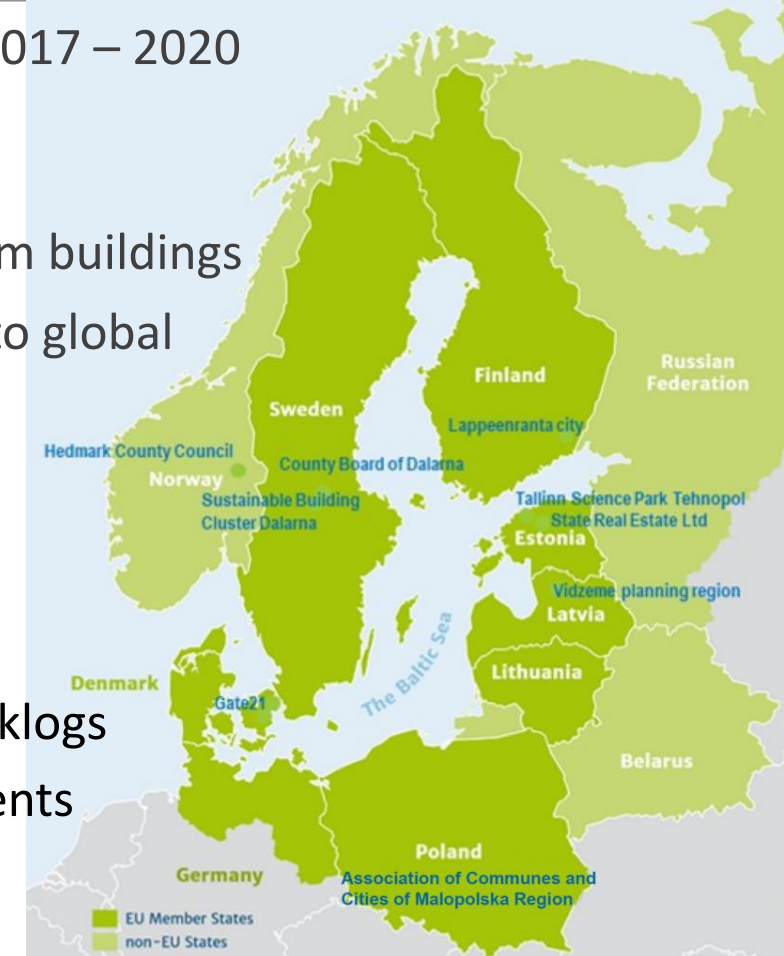 017 – 2020
m buildings
to global
klogs
ents
Finland
Russian
Federation
Sweden
Lappeenranta city
Hedmark County Council
County Board of Dalarna
Norway
Sustainable Building
Cluster Dalarna
Tallinn Science Park Tehnopol
State Real Estate Ltd
Estonia
Vidzeme planning region
Latvia
The Baltic Sea
Lithuania
Denmark
Gate21
Belarus
Poland
Germany
Association of Communes and
Cities of Malopolska Region
EU Member States
non-EU States